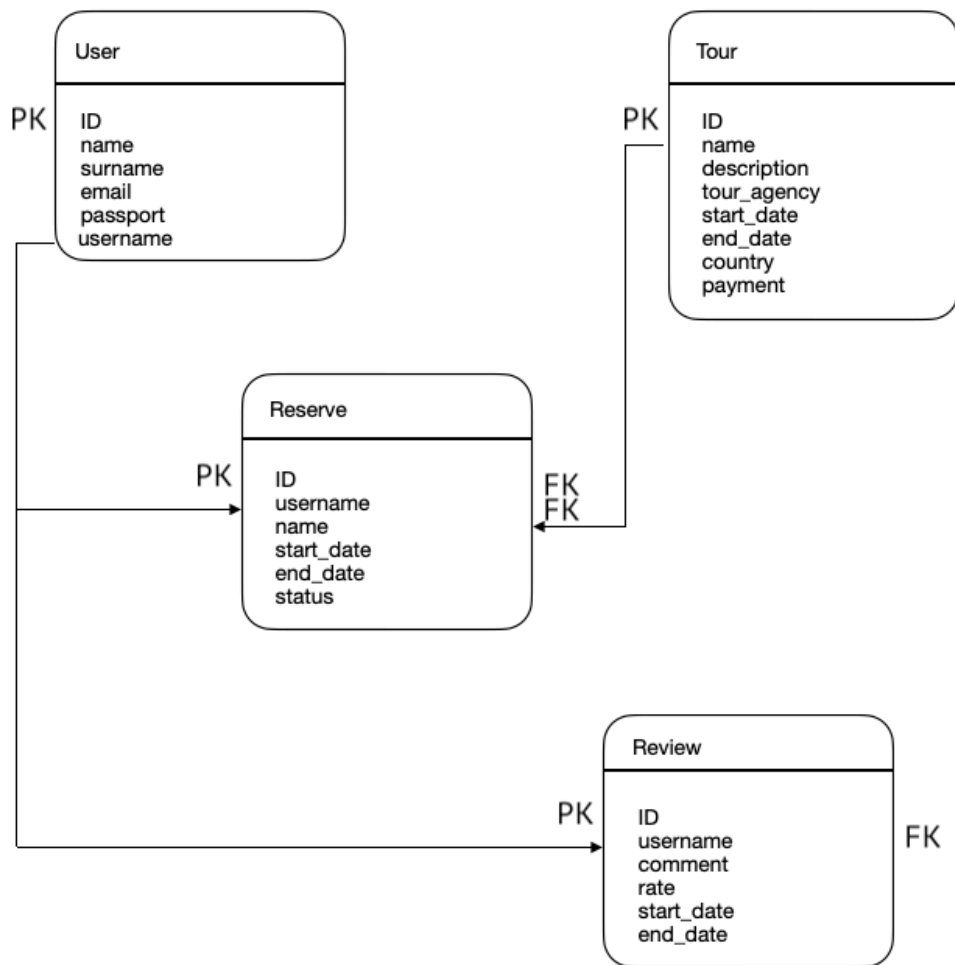 User
PK
ID
name
surname
email
passport
username
Tour
PK
ID
name
description
tour_agency
start_date
end_date
country
payment
Reserve
PK
ID
username
name
start_date
end_date
status
FK
FK
Review
PK
ID
username
comment
rate
start_date
end_date
FK